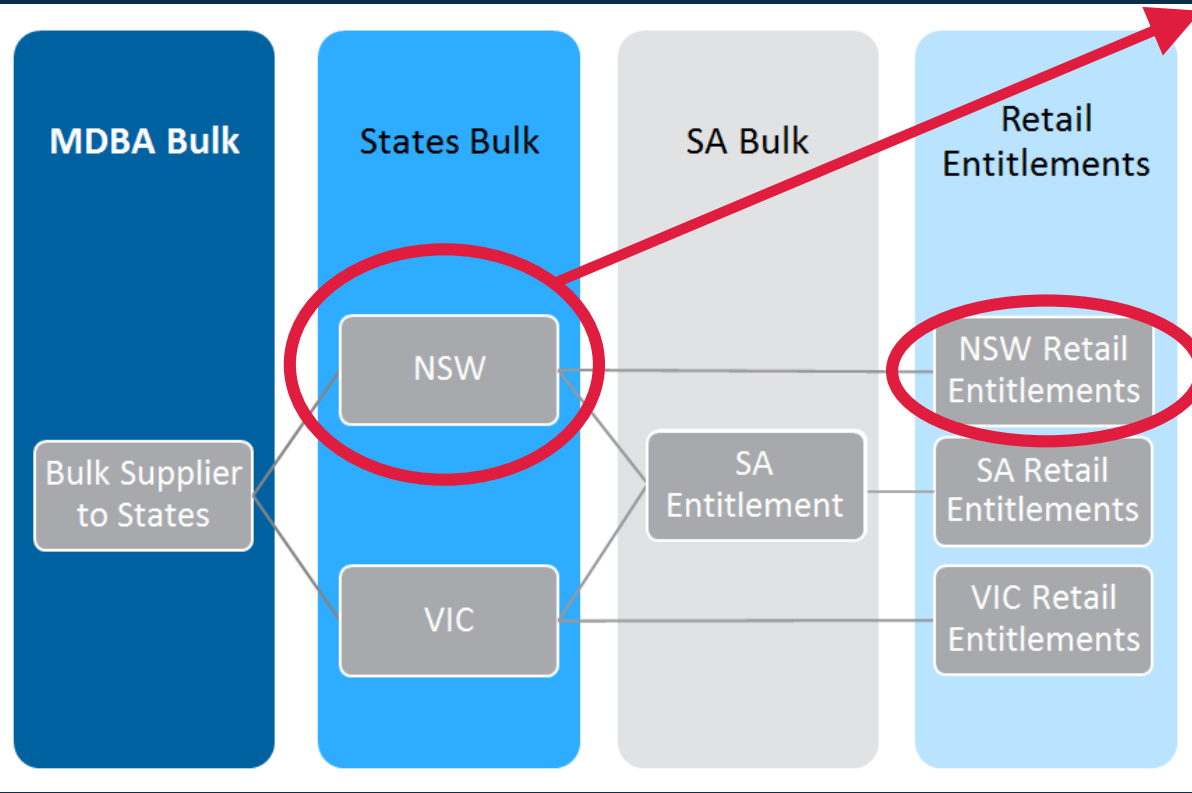 MDBA Bulk
States Bulk
SA Bulk
Retail
Entitlements
Bulk Supplier
to States
NSW
VIC
SA
Entitlement
NSW Retail
Entitlements
SA Retail
Entitlements
VIC Retail
Entitlements